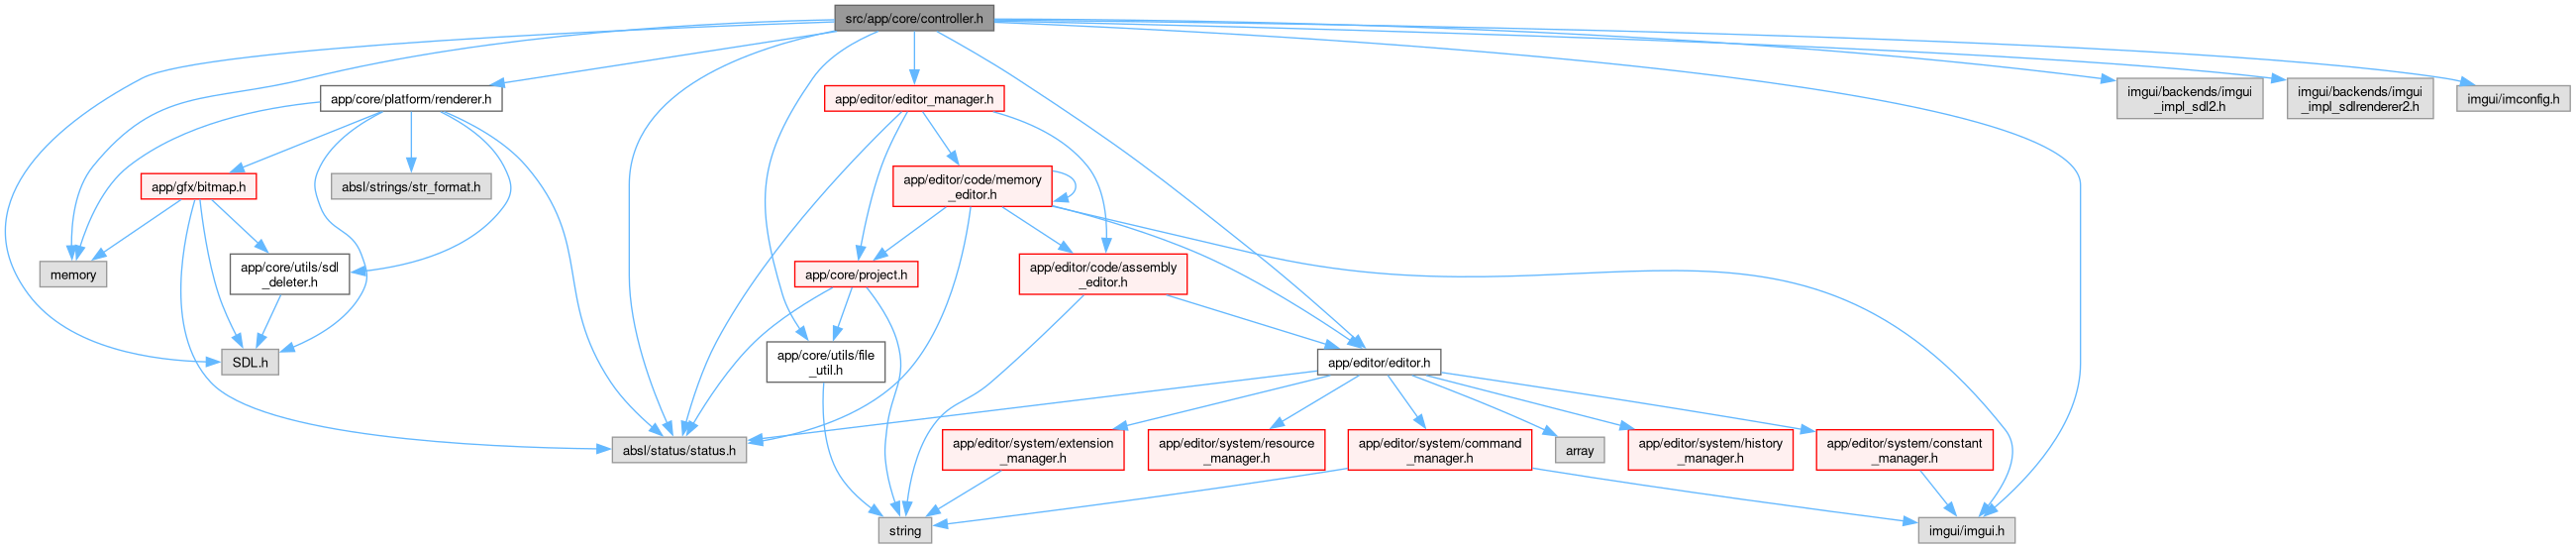 src/app/core/controller.h
app/core/platform/renderer.h
app/editor/editor_manager.h
imgui/backends/imgui
_impl_sdl2.h
imgui/backends/imgui
_impl_sdlrenderer2.h
imgui/imconfig.h
app/gfx/bitmap.h
absl/strings/str_format.h
app/editor/code/memory
_editor.h
memory
app/core/utils/sdl
_deleter.h
app/core/project.h
app/editor/code/assembly
_editor.h
SDL.h
app/core/utils/file
_util.h
app/editor/editor.h
absl/status/status.h
app/editor/system/extension
_manager.h
app/editor/system/resource
_manager.h
app/editor/system/command
_manager.h
array
app/editor/system/history
_manager.h
app/editor/system/constant
_manager.h
string
imgui/imgui.h